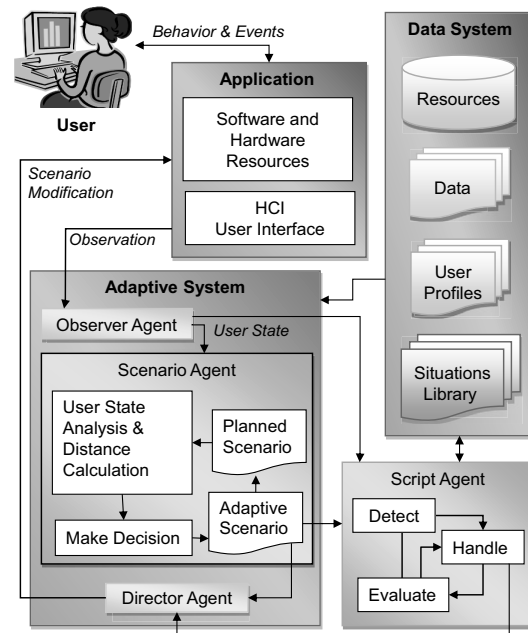 Behavior & Events
User
Application
Software and
Hardware
Resources
HCI
User Interface
Scenario
Modification
Observation
Data System
Resources
Data
User
Profiles
Situations
Library
Adaptive System
Observer Agent
User State
Scenario Agent
User State
Analysis &
Distance
Calculation
Planned
Scenario
Make Decision
Adaptive
Scenario
Director Agent
Script Agent
Detect
Handle
Evaluate